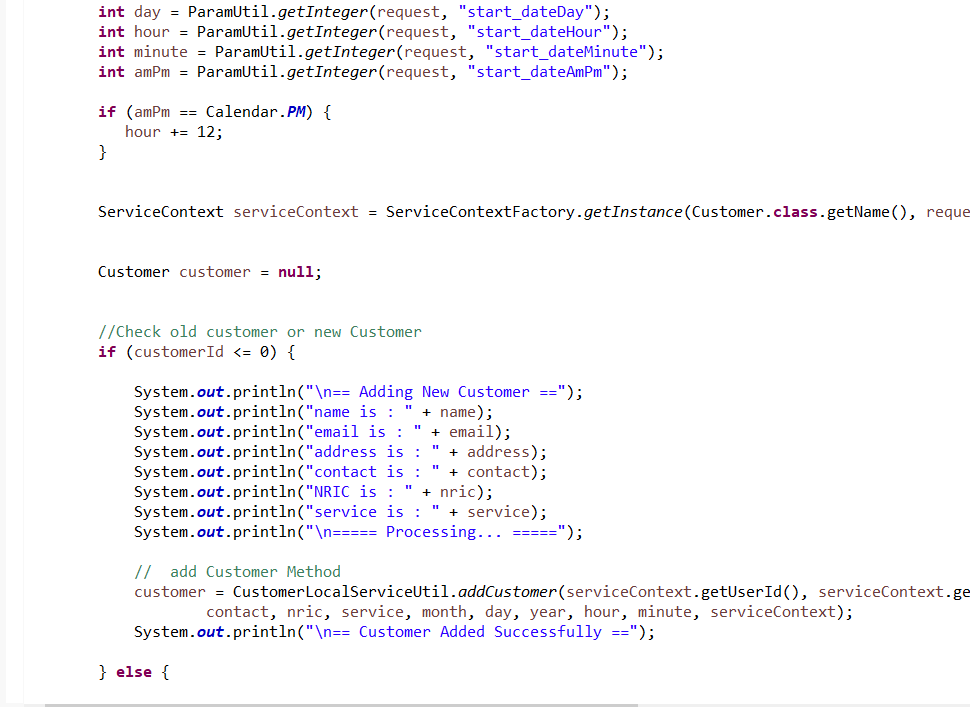 int day = ParamUtil.getInteger(request, "start_dateDay");
int hour = ParamUtil.getInteger(request, "start_dateHour");
int minute = ParamUtil.getInteger(request, "start_dateMinute");
int amPm = ParamUtil.getInteger(request, "start_dateAmPm");
if (amPm == Calendar.PM) {
hour += 12;
}
ServiceContext serviceContext = ServiceContextFactory.getInstance(Customer.class.getName(), reque
Customer customer = null;
//Check old customer or new Customer
if (customerId <= 0) {
System.out.println("\n== Adding New Customer ==");
System.out.println("name is : " + name);
System.out.println("email is : " + email);
System.out.println("address is : " + address);
System.out.println("contact is : " + contact);
System.out.println("NRIC is : " + nric);
System.out.println("service is : " + service);
System.out.println("\n===== Processing... =====");
//  add Customer Method
customer = CustomerLocalServiceUtil.addCustomer(serviceContext.getUserId(), serviceContext.ge
contact, nric, service, month, day, year, hour, minute, serviceContext);
System.out.println("\n== Customer Added Successfully ==");
} else {